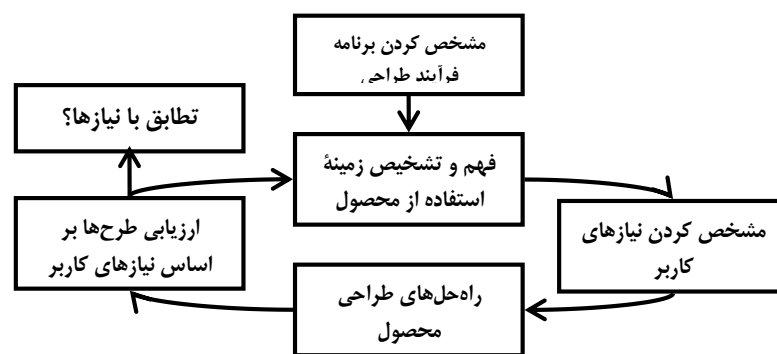 مشخص کردن برنامه
فرآیند طراحی
تطابق با نیازها؟
فهم و تشخیص زمینهٔ
استفاده از محصول
مشخص کردن نیازهای
کاربر
ارزیابی طرح‌ها بر
اساس نیازهای کاربر
راه‌حل‌های طراحی
محصول